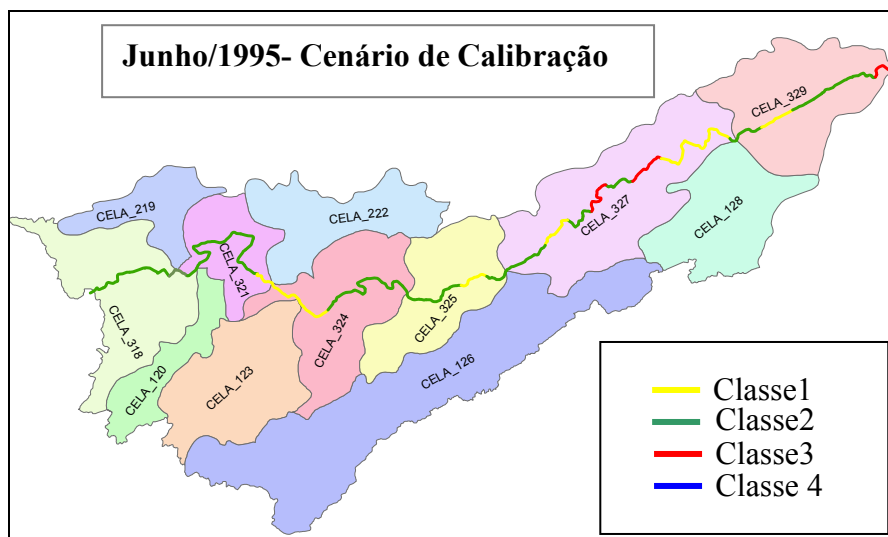 Junho/1995- Cenário de Calibração
CELA_329
CELA_219
CELA_222
CELA_327
CELA_128
CELA_321
CELA_325
CELA_318
CELA_324
CELA_120
CELA_123
CELA_126
Classe1
Classe2
Classe3
Classe 4